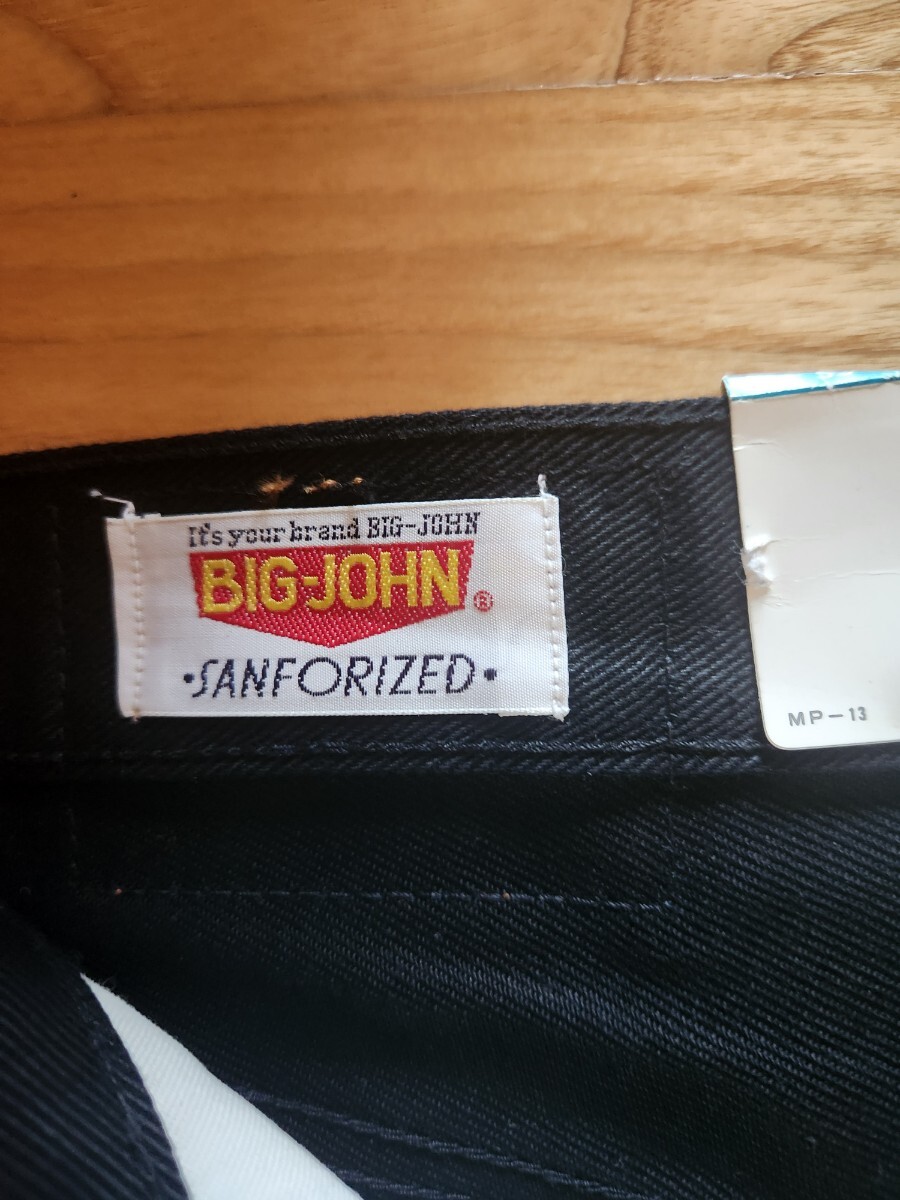 It's your brand BIG-JOHN
BIG-JOHN ®
•SANFORIZED•
MP-13